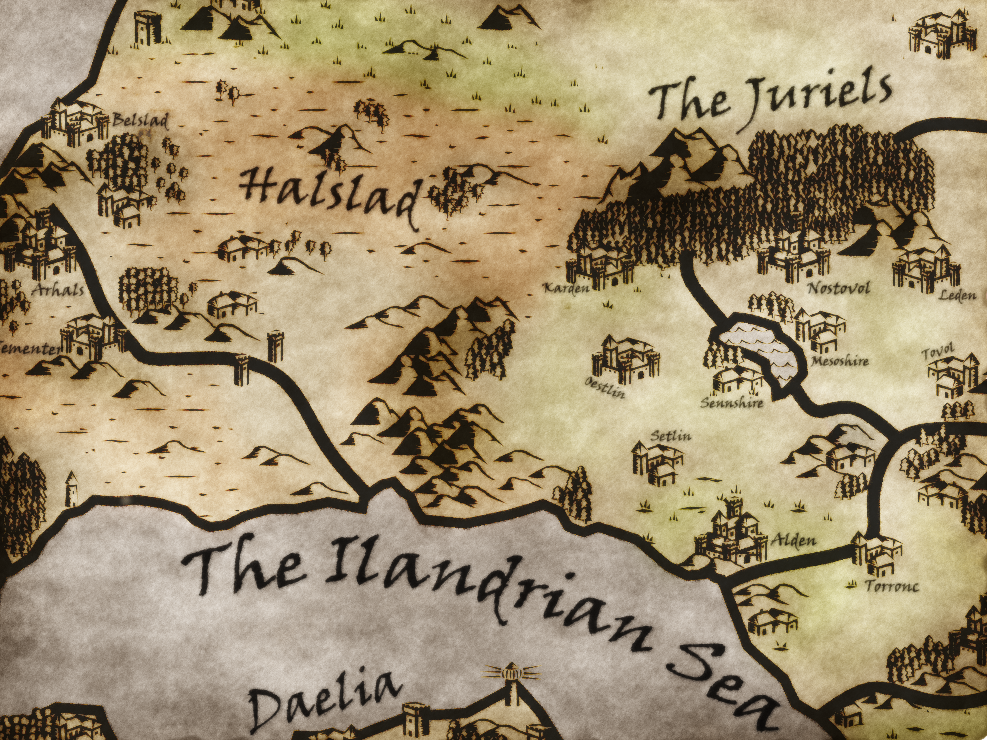 The Juriels
Belslad
Halslad
Arhals
Karden
Nostovol
Leden
ementer
Oestlin
Mesoshire
Tovol
Sennshire
Setlin
Alden
Torronc
The Ilandrian Sea
Daelia